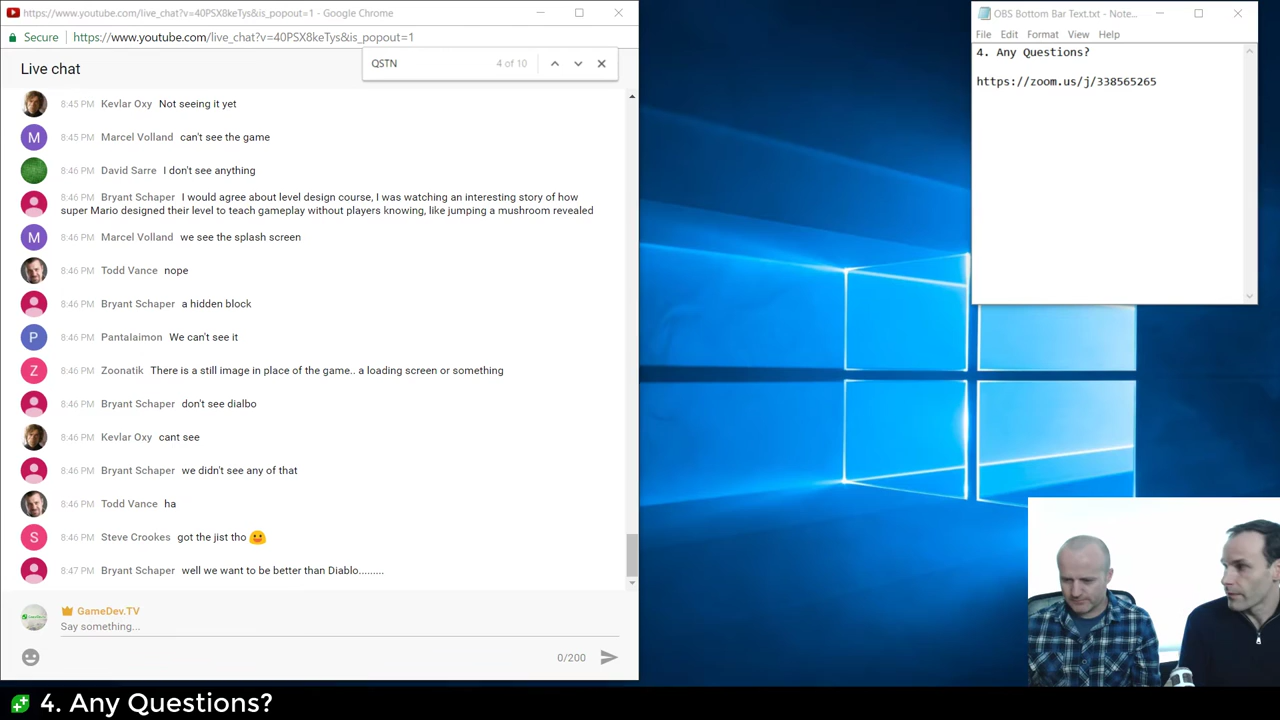 https://www.youtube.com/live_chat?v=40PSX8keTys&is_popout=1 - Google Chrome
Secure
https://www.youtube.com/live_chat?v=40PSX8keTys&is_popout=1
QSTN 4 of 10
Live chat
8:45 PM Kevlar Oxy Not seeing it yet
M 8:45 PM Marcel Volland can't see the game
8:46 PM David Sarre I don't see anything
8:46 PM Bryant Schaper I would agree about level design course, I was watching an interesting story of how
super Mario designed their level to teach gameplay without players knowing, like jumping a mushroom revealed
M 8:46 PM Marcel Volland we see the splash screen
8:46 PM Todd Vance nope
8:46 PM Bryant Schaper a hidden block
P 8:46 PM Pantalaimon We can't see it
Z 8:46 PM Zoonatik There is a still image in place of the game.. a loading screen or something
8:46 PM Bryant Schaper don't see dialbo
8:46 PM Kevlar Oxy cant see
8:46 PM Bryant Schaper we didn't see any of that
8:46 PM Todd Vance ha
S 8:46 PM Steve Crookes got the jist tho
8:47 PM Bryant Schaper well we want to be better than Diablo.........
GameDev.TV
Say something...
0/200
OBS Bottom Bar Text.txt - Note...
File Edit Format View Help
4. Any Questions?
https://zoom.us/j/338565265
4. Any Questions?